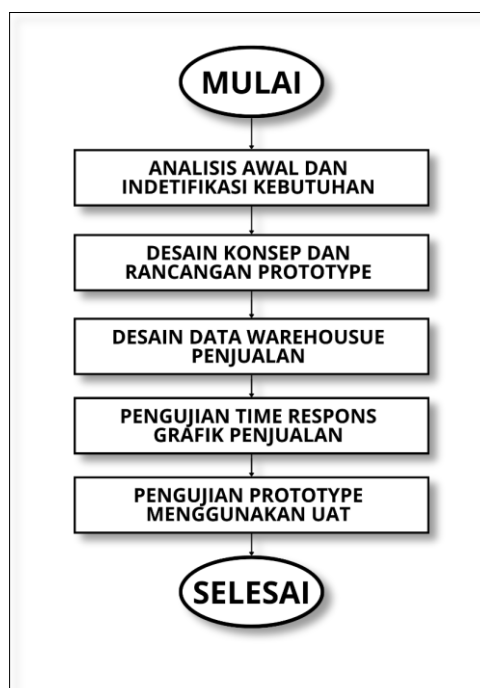 MULAI
ANALISIS AWAL DAN
INDETIFIKASI KEBUTUHAN
DESAIN KONSEP DAN
RANCANGAN PROTOTYPE
DESAIN DATA WAREHOUSUE
PENJUALAN
PENGUJIAN TIME RESPONS
GRAFIK PENJUALAN
PENGUJIAN PROTOTYPE
MENGGUNAKAN UAT
SELESAI